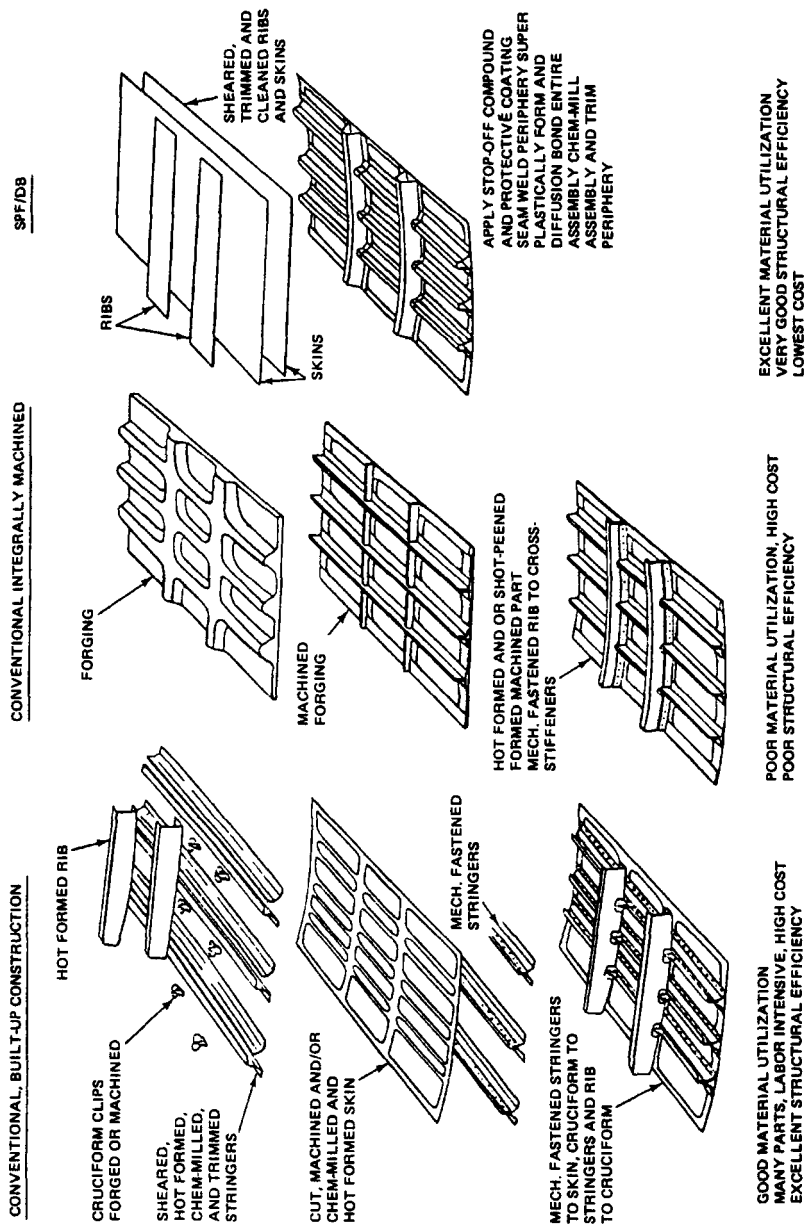 CONVENTIONAL, BUILT-UP CONSTRUCTION
HOT FORMED RIB
CRUCIFORM CLIPS
FORGED OR MACHINED
SHEARED,
HOT FORMED,
CHEM-MILLED,
AND TRIMMED
STRINGERS
CUT, MACHINED AND/OR
CHEM-MILLED AND
HOT FORMED SKIN
MECH. FASTENED
STRINGERS
MECH. FASTENED STRINGERS
TO SKIN, CRUCIFORM TO
STRINGERS AND RIB
TO CRUCIFORM
GOOD MATERIAL UTILIZATION
MANY PARTS, LABOR INTENSIVE, HIGH COST
EXCELLENT STRUCTURAL EFFICIENCY
CONVENTIONAL INTEGRALLY MACHINED
FORGING
MACHINED
FORGING
HOT FORMED AND OR SHOT-PEENED
FORMED MACHINED PART
MECH. FASTENED RIB TO CROSS-
STIFFENERS
POOR MATERIAL UTILIZATION, HIGH COST
POOR STRUCTURAL EFFICIENCY
SPF/DB
RIBS
SHEARED,
TRIMMED AND
CLEANED RIBS
AND SKINS
SKINS
APPLY STOP-OFF COMPOUND
AND PROTECTIVE COATING
SEAM WELD PERIPHERY SUPER
PLASTICALLY FORM AND
DIFFUSION BOND ENTIRE
ASSEMBLY CHEM-MILL
ASSEMBLY AND TRIM
PERIPHERY
EXCELLENT MATERIAL UTILIZATION
VERY GOOD STRUCTURAL EFFICIENCY
LOWEST COST